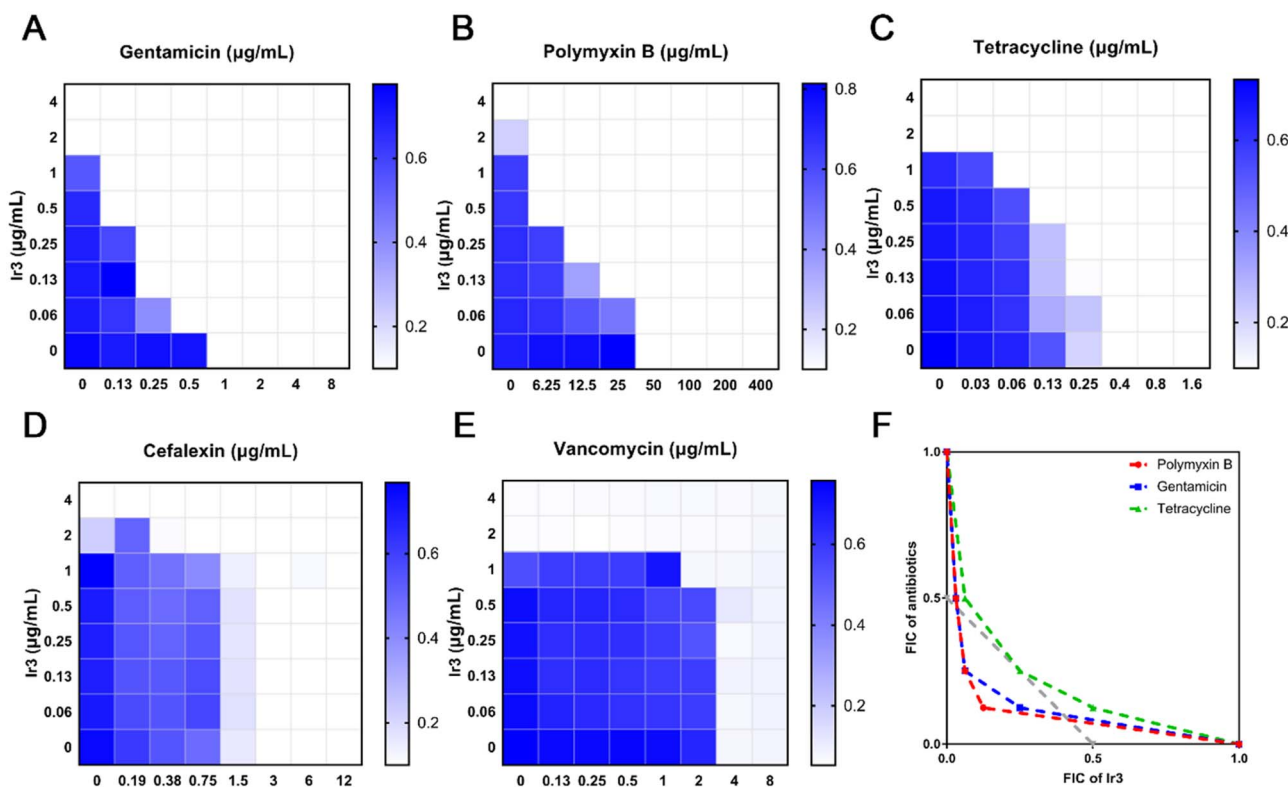 A
Gentamicin (µg/mL)
Ir3 (µg/mL)
4
2
1
0.5
0.25
0.13
0.06
0
0 0.13 0.25 0.5 1 2 4 8
0.6
0.4
0.2
B
Polymyxin B (µg/mL)
Ir3 (µg/mL)
4
2
1
0.5
0.25
0.13
0.06
0
0 6.25 12.5 25 50 100 200 400
0.8
0.6
0.4
0.2
C
Tetracycline (µg/mL)
Ir3 (µg/mL)
4
2
1
0.5
0.25
0.13
0.06
0
0 0.03 0.06 0.13 0.25 0.4 0.8 1.6
0.6
0.4
0.2
D
Cefalexin (µg/mL)
Ir3 (µg/mL)
4
2
1
0.5
0.25
0.13
0.06
0
0 0.19 0.38 0.75 1.5 3 6 12
0.6
0.4
0.2
E
Vancomycin (µg/mL)
Ir3 (µg/mL)
4
2
1
0.5
0.25
0.13
0.06
0
0 0.13 0.25 0.5 1 2 4 8
0.6
0.4
0.2
F
FIC of antibiotics
1.0
0.5
0.0
Polymyxin B
Gentamicin
Tetracycline
0.0 0.5 1.0
FIC of Ir3